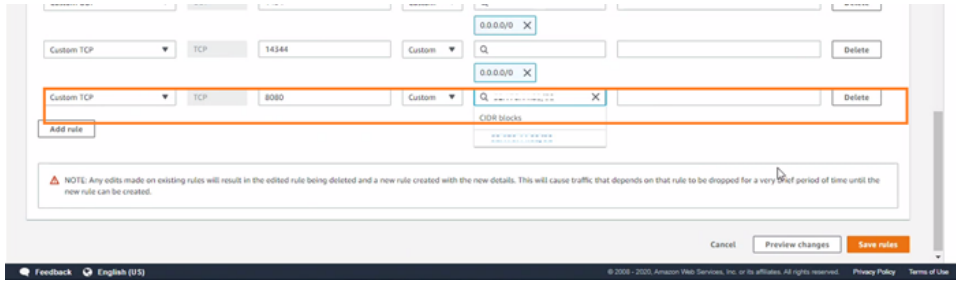 Delete
0.0.0.0/0
Custom TCP TCP 14344 Custom Delete
0.0.0.0/0
Custom TCP TCP 8080 Custom Delete
CIDR blocks
Add rule
NOTE: Any edits made on existing rules will result in the edited rule being deleted and a new rule created with the new details. This will cause traffic that depends on that rule to be dropped for a very brief period of time until the
new rule can be created.
Cancel Preview changes Save rules
Feedback English (US) © 2008 - 2020, Amazon Web Services, Inc. or its affiliates. All rights reserved. Privacy Policy Terms of Use